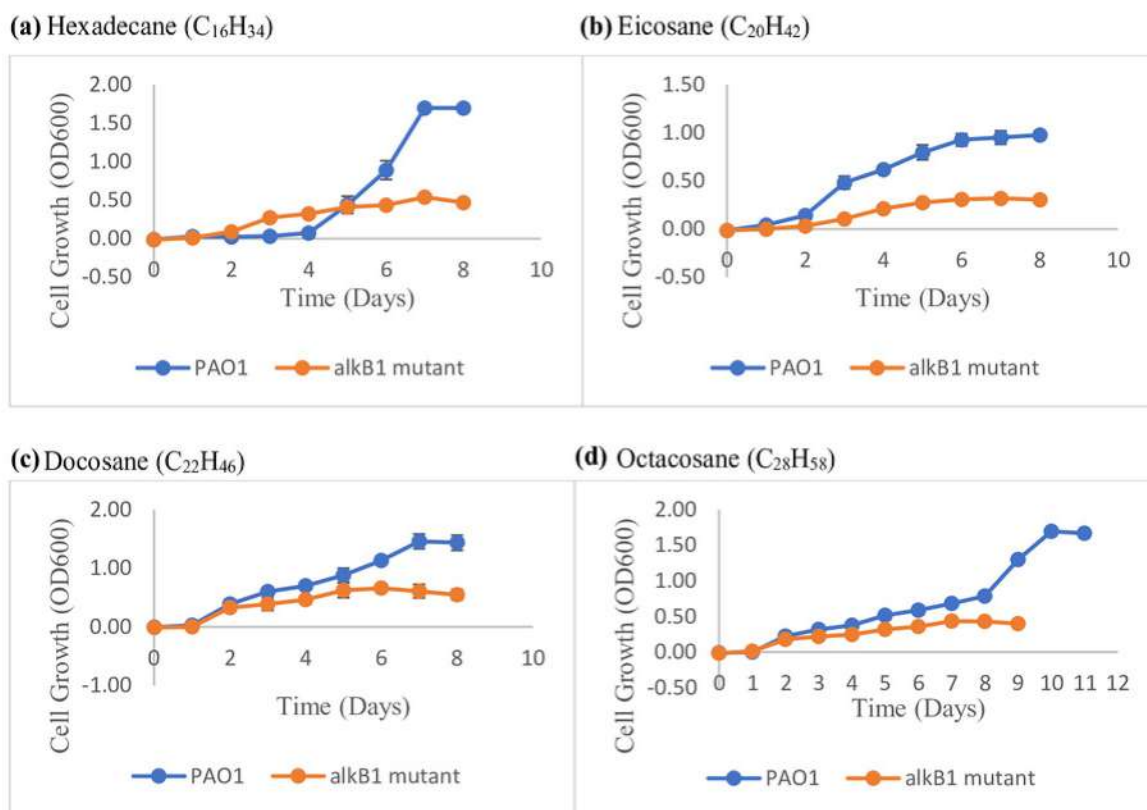 (a) Hexadecane (C₁₆H₃₄)
Cell Growth (OD600)
2.00
1.50
1.00
0.50
0.00
-0.50
0 2 4 6 8 10
Time (Days)
PAO1 alkB1 mutant
(b) Eicosane (C₂₀H₄₂)
Cell Growth (OD600)
1.50
1.00
0.50
0.00
-0.50
0 2 4 6 8 10
Time (Days)
PAO1 alkB1 mutant
(c) Docosane (C₂₂H₄₆)
Cell Growth (OD600)
2.00
1.00
0.00
-1.00
0 2 4 6 8 10
Time (Days)
PAO1 alkB1 mutant
(d) Octacosane (C₂₈H₅₈)
Cell Growth (OD600)
2.00
1.50
1.00
0.50
0.00
-0.50
0 1 2 3 4 5 6 7 8 9 10 11 12
Time (Days)
PAO1 alkB1 mutant